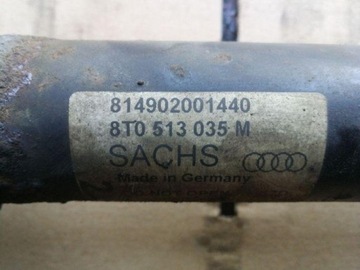 814902001440
8T0 513 035 M
SACHS
Made in Germany